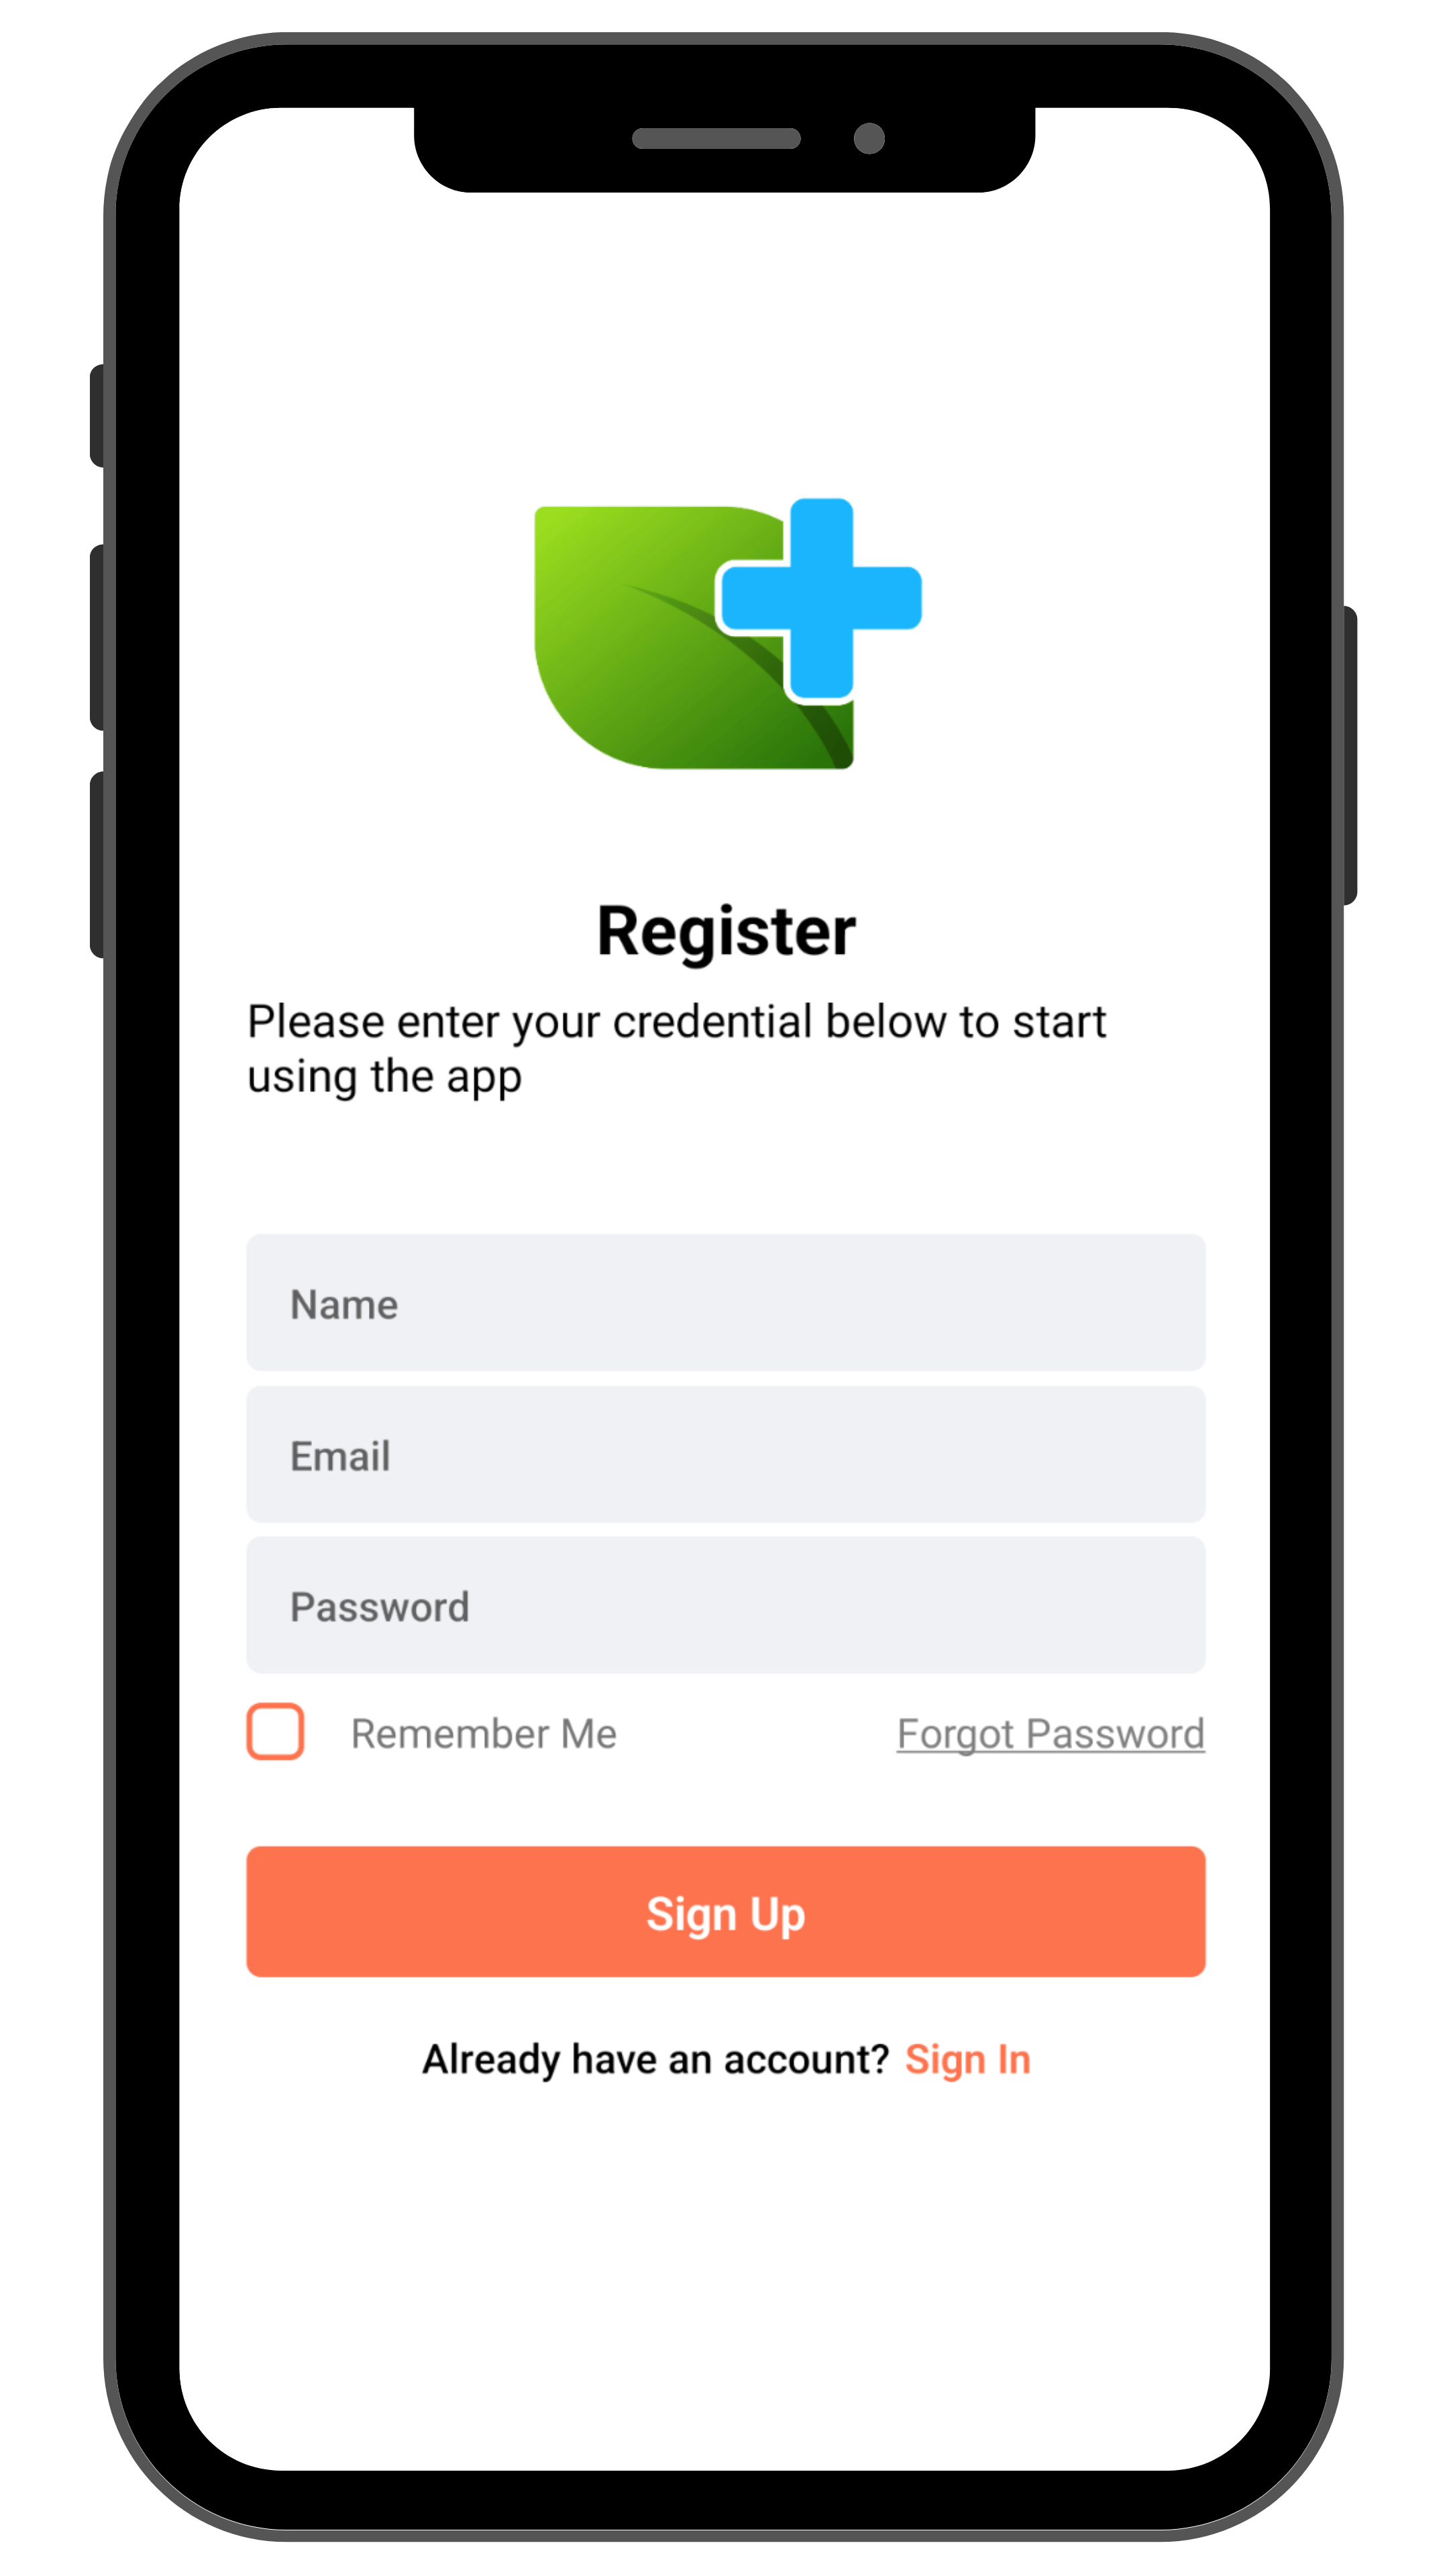 Register
Please enter your credential below to start
using the app
Name
Email
Password
Remember Me Forgot Password
Sign Up
Already have an account? Sign In